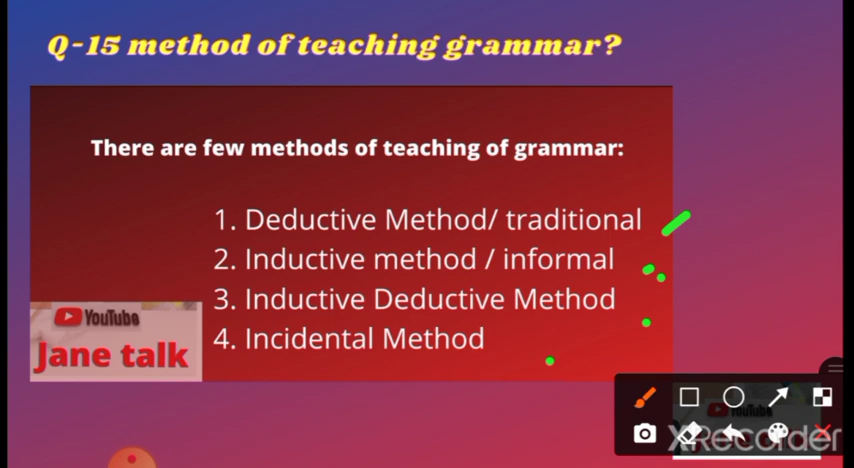 Q-15 method of teaching grammar?
There are few methods of teaching of grammar:
1. Deductive Method/ traditional
2. Inductive method / informal
3. Inductive Deductive Method
4. Incidental Method
YouTube
Jane talk
YouTube
XRecorder